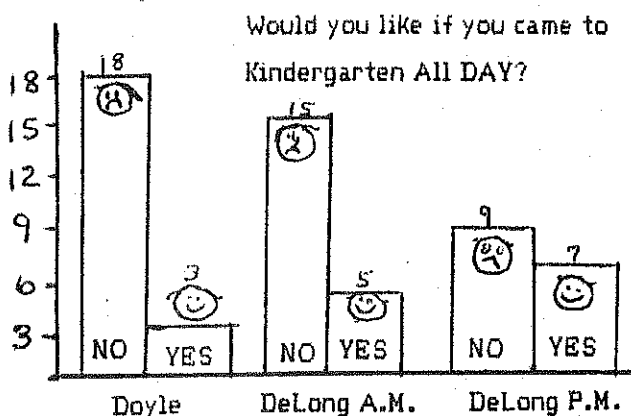 Would you like if you came to
Kindergarten All DAY?
18
15
12
9
6
3
18
3
15
5
9
7
NO
YES
NO
YES
NO
YES
Doyle
DeLong A.M.
DeLong P.M.